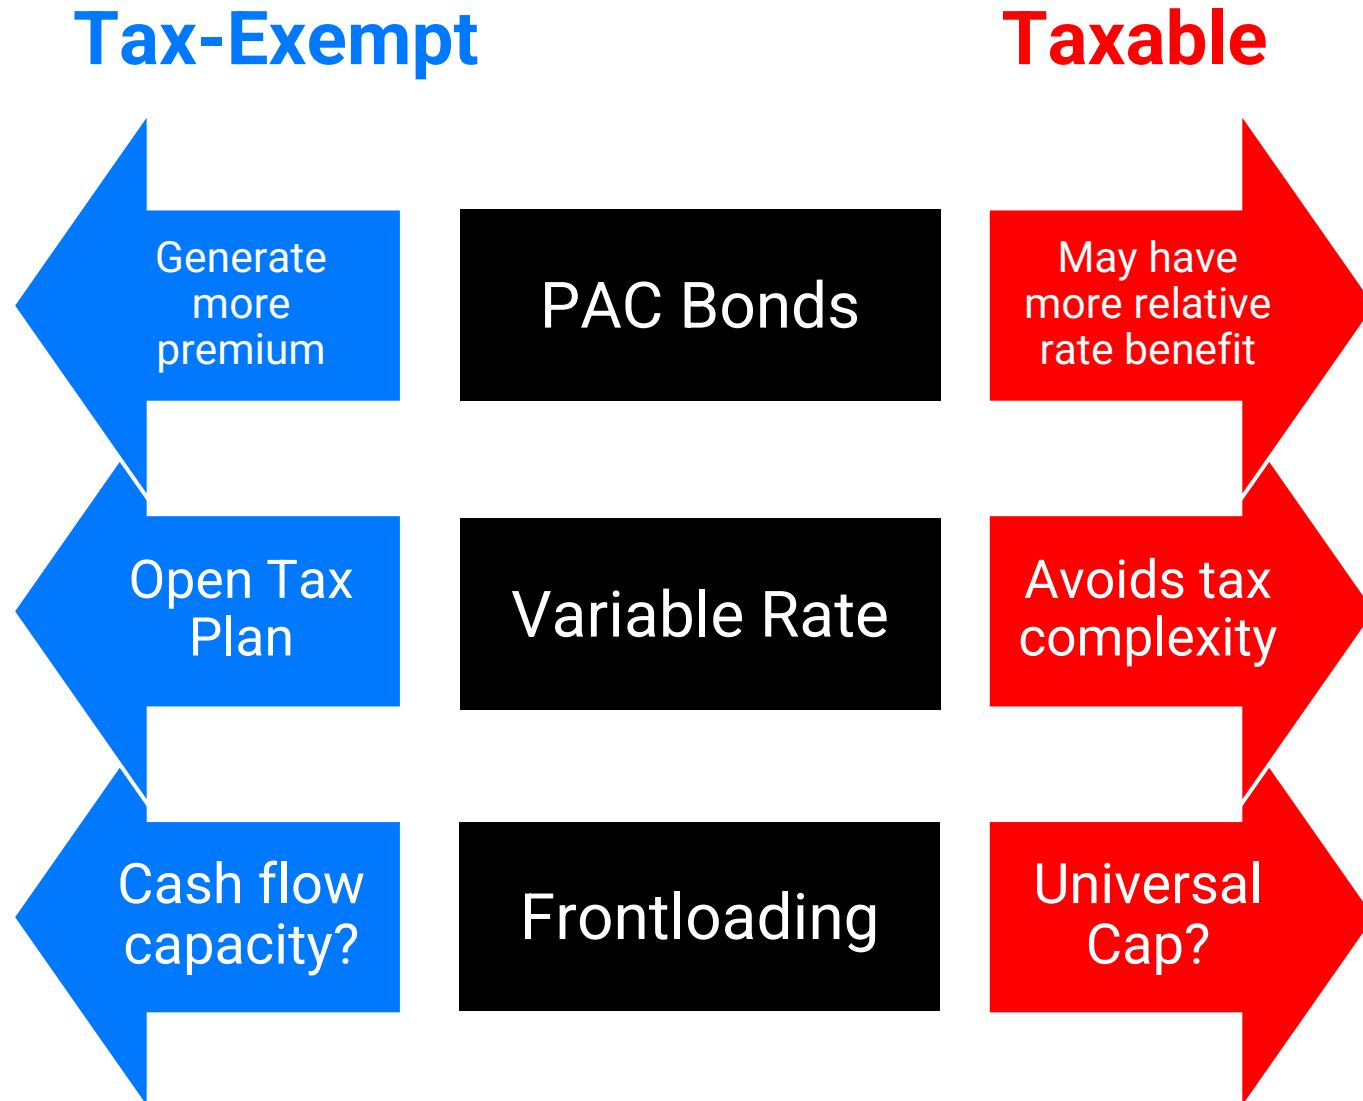 Tax-Exempt
Taxable
Generate
more
premium
PAC Bonds
May have
more relative
rate benefit
Open Tax
Plan
Variable Rate
Avoids tax
complexity
Cash flow
capacity?
Frontloading
Universal
Cap?